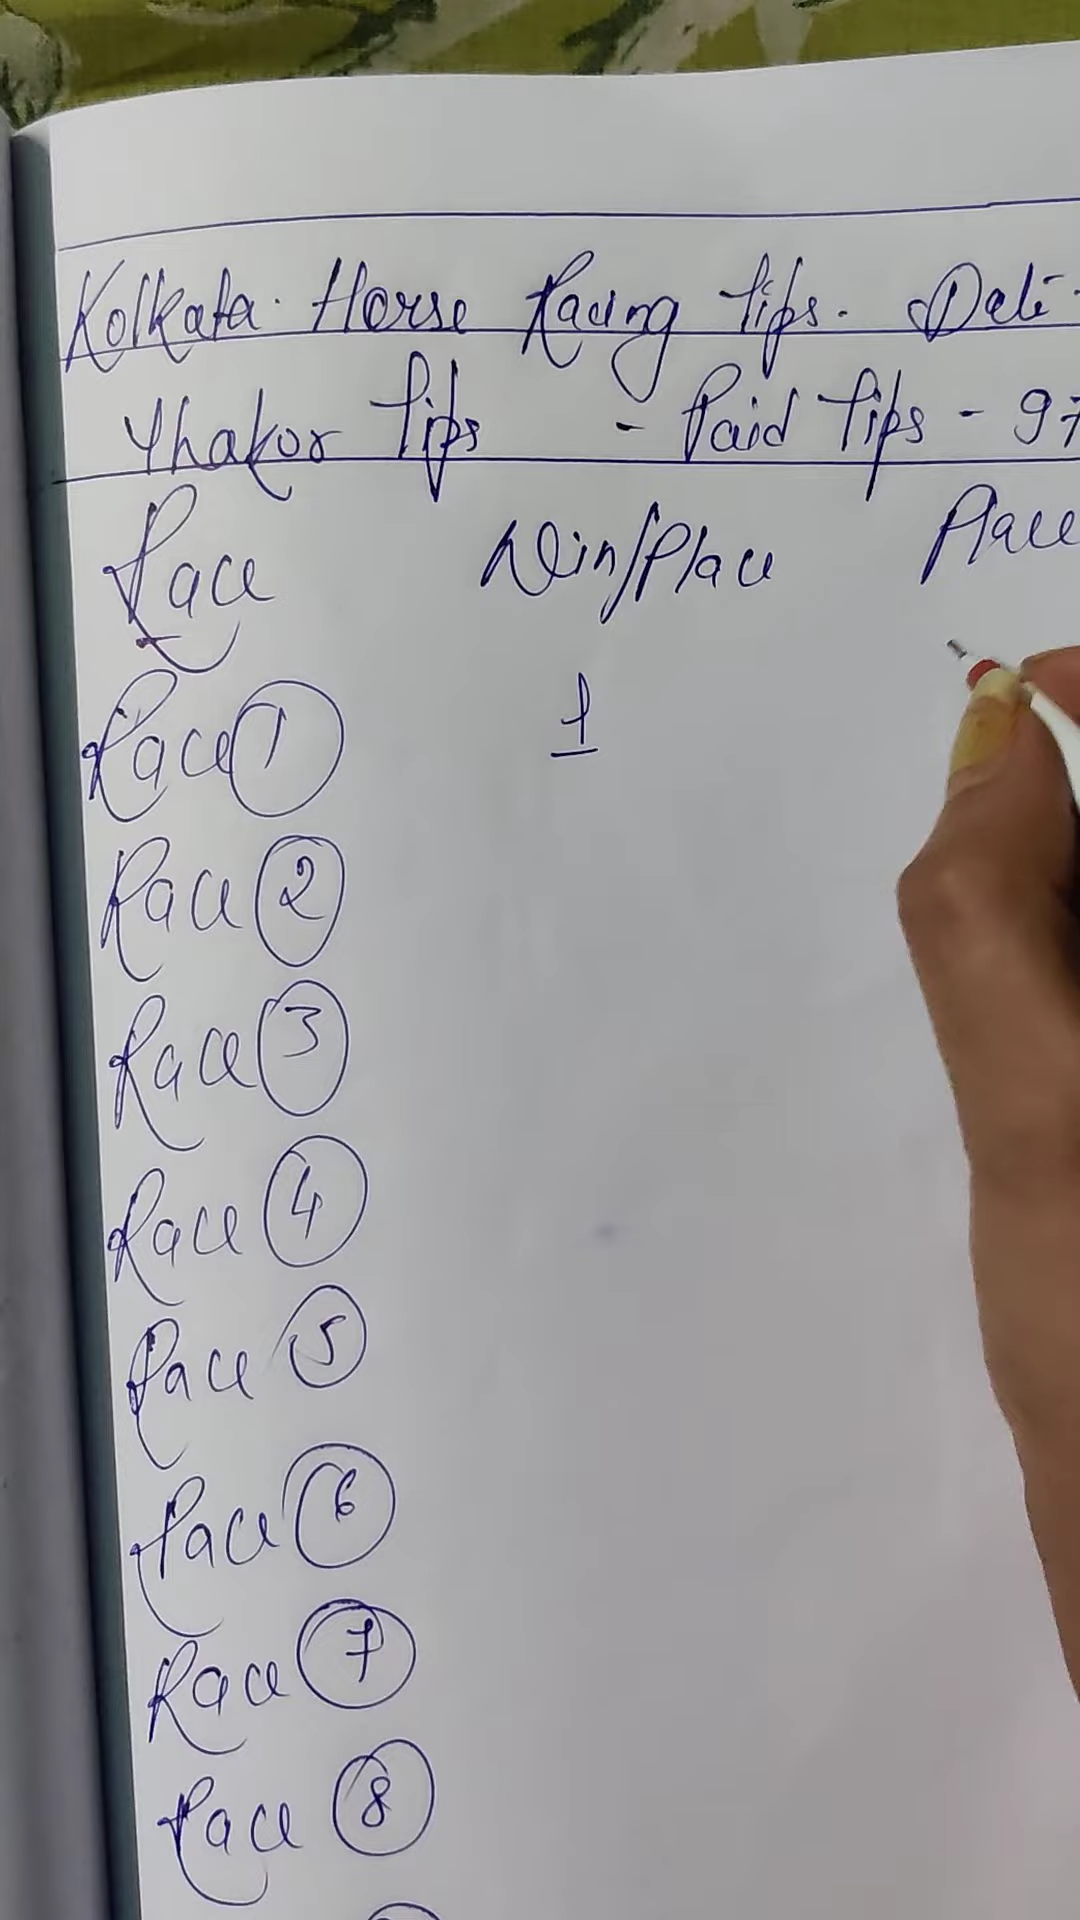 Kolkata. Horse Racing Tips. Date-
Thakor Tips - Paid Tips - 97
Race Win/Place Place
Race 1 1
Race 2
Race 3
Race 4
Race 5
Race 6
Race 7
Race 8